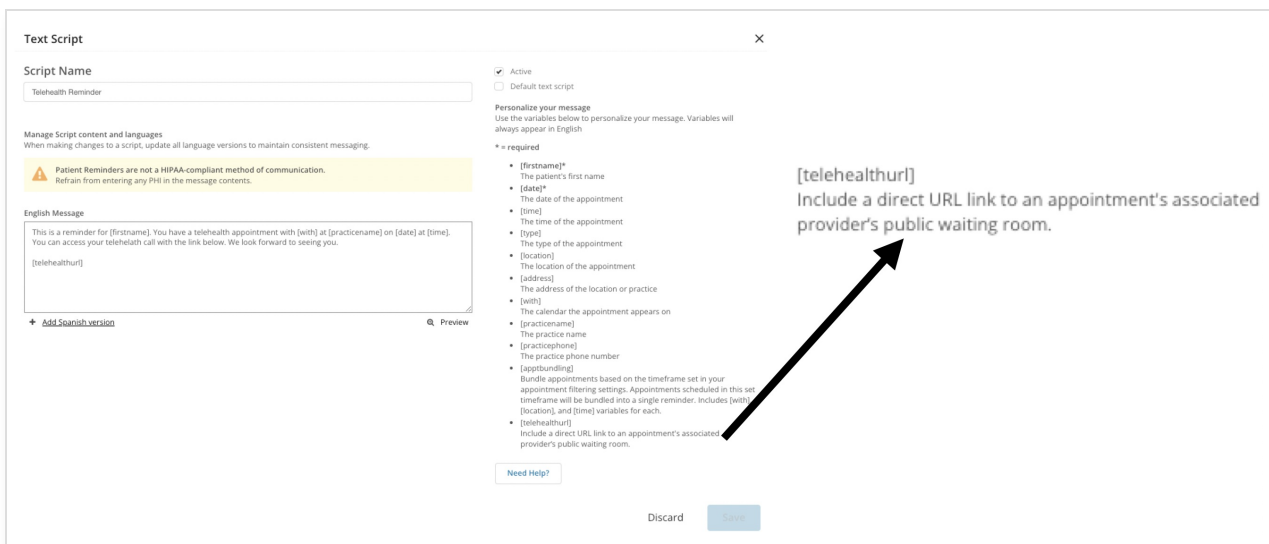 Text Script
Script Name
Telehealth Reminder
Manage Script content and languages
When making changes to a script, update all language versions to maintain consistent messaging.
Patient Reminders are not a HIPAA-compliant method of communication.
Refrain from entering any PHI in the message contents.
English Message
This is a reminder for [firstname]. You have a telehealth appointment with [with] at [practicename] on [date] at [time].
You can access your telehelath call with the link below. We look forward to seeing you.
[telehealthurl]
+ Add Spanish version
Preview
Active
Default text script
Personalize your message
Use the variables below to personalize your message. Variables will
always appear in English
* = required
• [firstname]*
The patient's first name
• [date]*
The date of the appointment
• [time]
The time of the appointment
• [type]
The type of the appointment
• [location]
The location of the appointment
• [address]
The address of the location or practice
• [with]
The calendar the appointment appears on
• [practicename]
The practice name
• [practicephone]
The practice phone number
• [apptbundling]
Bundle appointments based on the timeframe set in your
appointment filtering settings. Appointments scheduled in this set
timeframe will be bundled into a single reminder. Includes [with],
[location], and [time] variables for each.
• [telehealthurl]
Include a direct URL link to an appointment's associated
provider's public waiting room.
Need Help?
Discard
Save
[telehealthurl]
Include a direct URL link to an appointment's associated
provider's public waiting room.